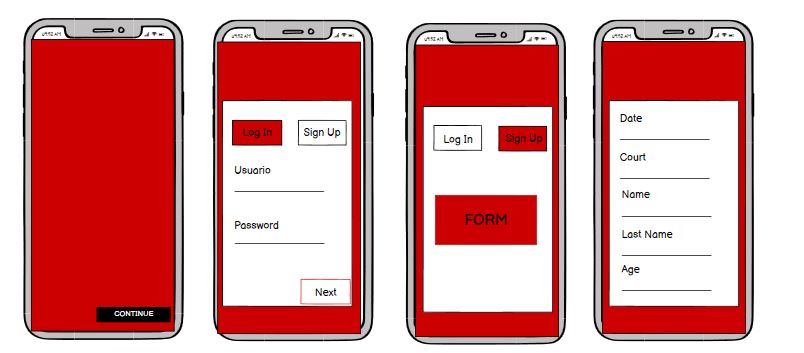 CONTINUE
Log In
Sign Up
Usuario
Password
Next
Log In
Sign Up
FORM
Date
Court
Name
Last Name
Age